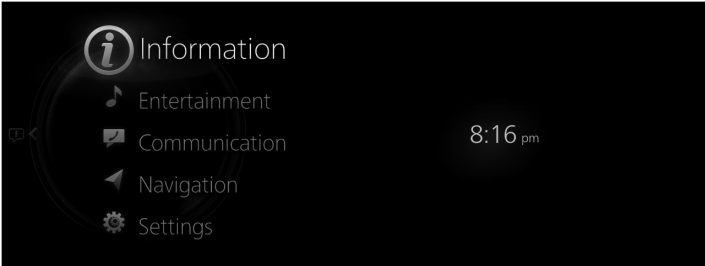 Information
Entertainment
Communication
Navigation
Settings
8:16 pm